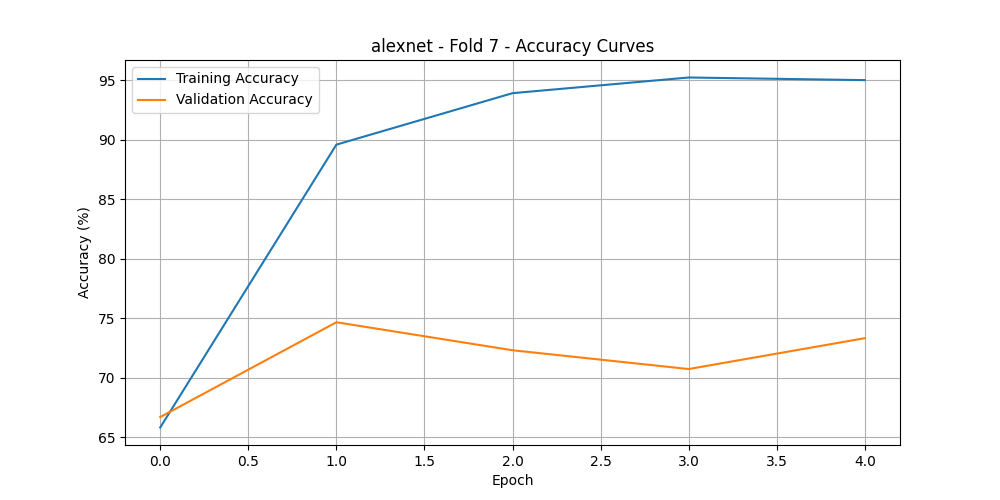 alexnet - Fold 7 - Accuracy Curves
Training Accuracy
Validation Accuracy
Accuracy (%)
95
90
85
80
75
70
65
0.0 0.5 1.0 1.5 2.0 2.5 3.0 3.5 4.0
Epoch